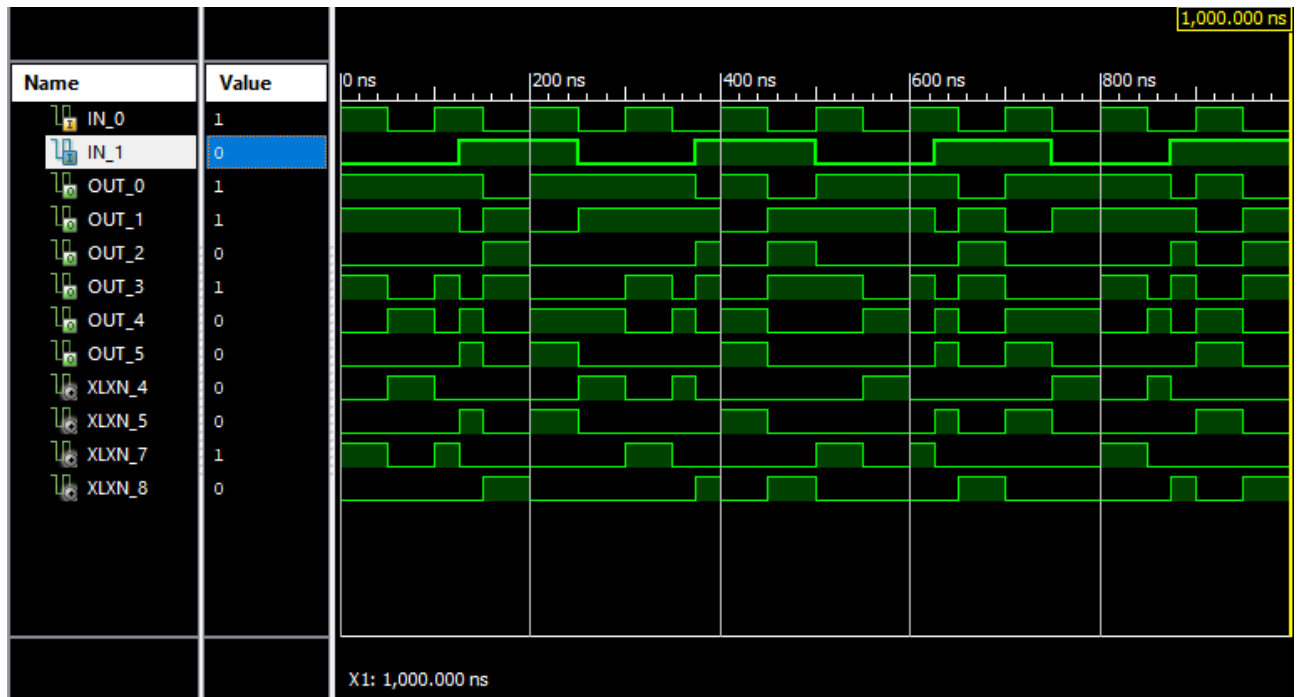 1,000.000 ns
Name Value 0 ns 200 ns 400 ns 600 ns 800 ns
IN_0 1
IN_1 0
OUT_0 1
OUT_1 1
OUT_2 0
OUT_3 1
OUT_4 0
OUT_5 0
XLXN_4 0
XLXN_5 0
XLXN_7 1
XLXN_8 0
X1: 1,000.000 ns